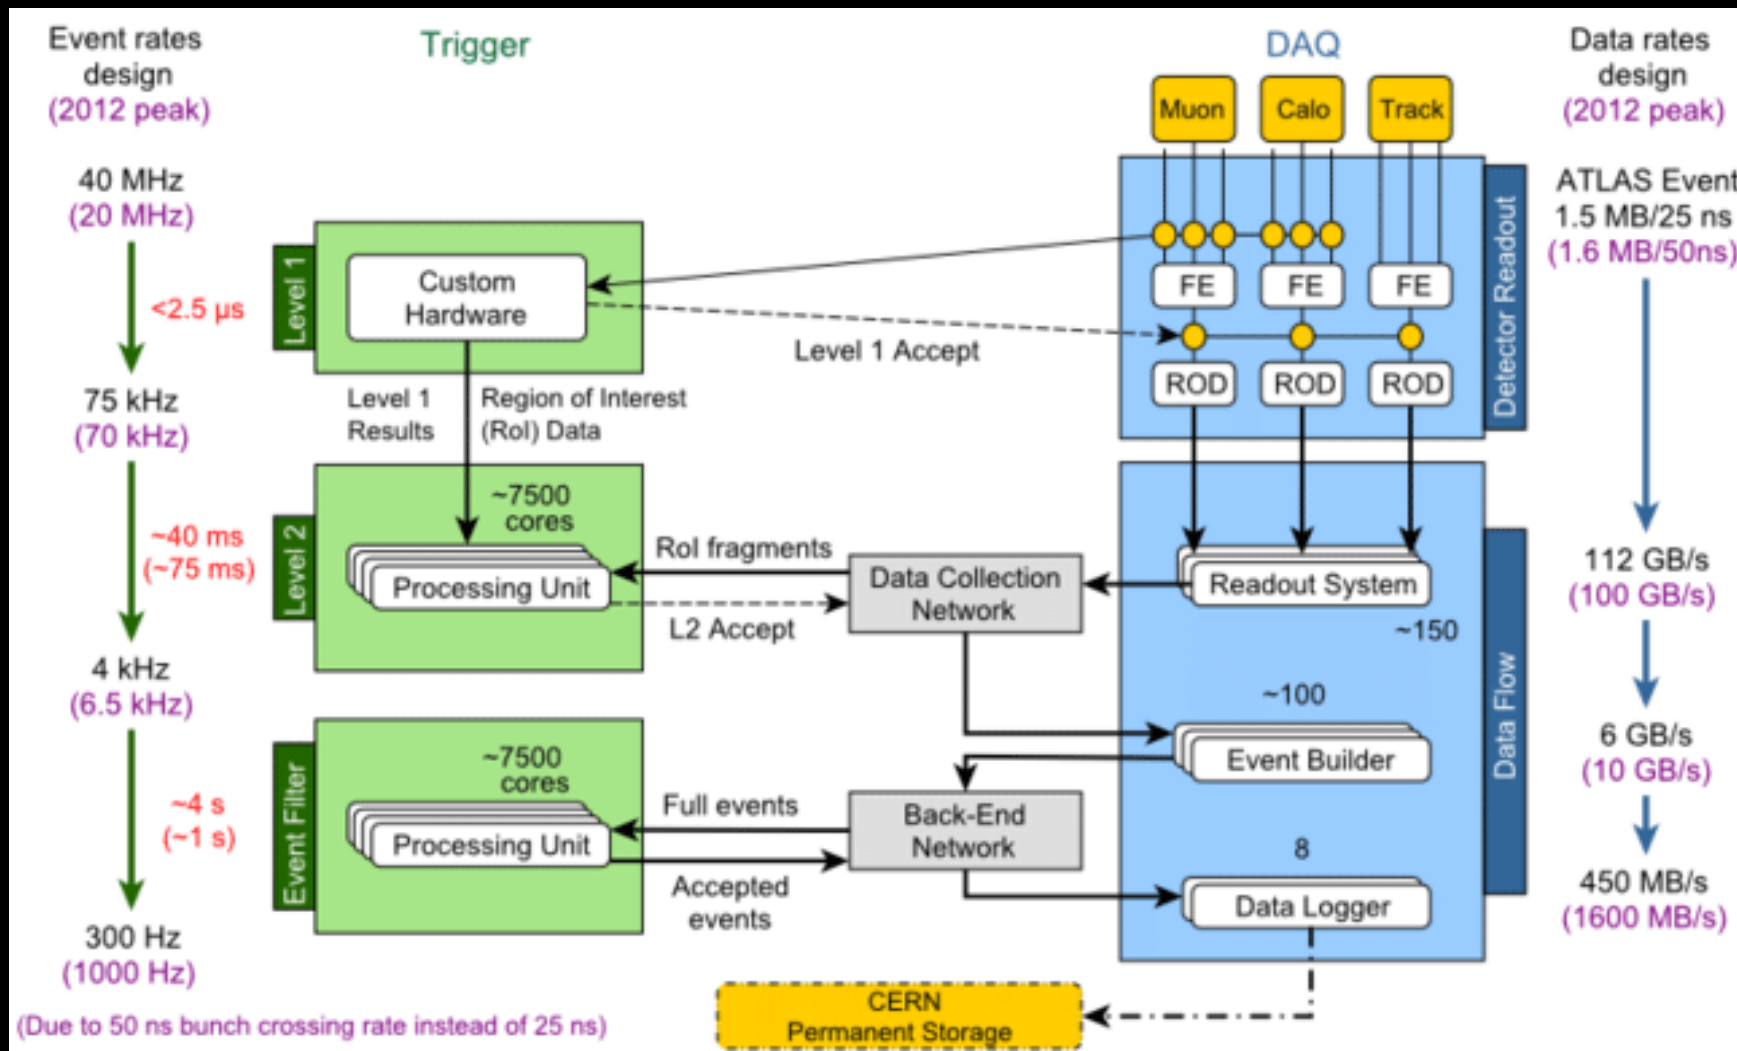 Event rates
design
(2012 peak)
Trigger
DAQ
Data rates
design
(2012 peak)
Muon
Calo
Track
40 MHz
(20 MHz)
ATLAS Event
1.5 MB/25 ns
(1.6 MB/50ns)
Level 1
Custom
Hardware
<2.5 µs
FE
FE
FE
Level 1 Accept
ROD
ROD
ROD
Detector Readout
75 kHz
(70 kHz)
Level 1
Results
Region of Interest
(RoI) Data
Level 2
~7500
cores
Processing Unit
~40 ms
(~75 ms)
RoI fragments
L2 Accept
Data Collection
Network
Readout System
~150
112 GB/s
(100 GB/s)
4 kHz
(6.5 kHz)
~100
Event Builder
Data Flow
6 GB/s
(10 GB/s)
Event Filter
~7500
cores
Processing Unit
~4 s
(~1 s)
Full events
Accepted
events
Back-End
Network
8
Data Logger
450 MB/s
(1600 MB/s)
300 Hz
(1000 Hz)
(Due to 50 ns bunch crossing rate instead of 25 ns)
CERN
Permanent Storage